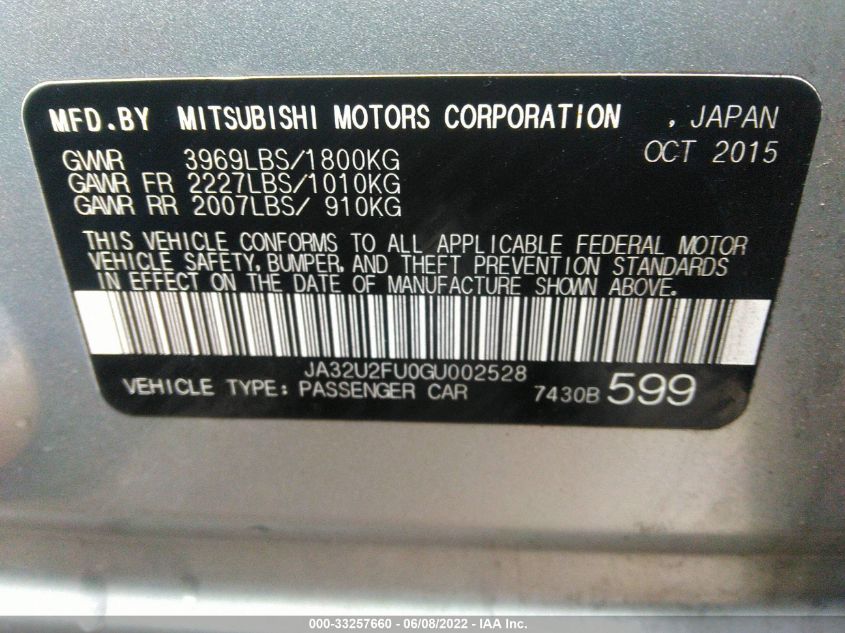 MFD.BY MITSUBISHI MOTORS CORPORATION , JAPAN
OCT 2015
GVWR 3969LBS/1800KG
GAWR FR 2227LBS/1010KG
GAWR RR 2007LBS/ 910KG
THIS VEHICLE CONFORMS TO ALL APPLICABLE FEDERAL MOTOR
VEHICLE SAFETY, BUMPER, AND THEFT PREVENTION STANDARDS
IN EFFECT ON THE DATE OF MANUFACTURE SHOWN ABOVE.
JA32U2FU0GU002528
VEHICLE TYPE: PASSENGER CAR 7430B 599
000-33257660 - 06/08/2022 - IAA Inc.